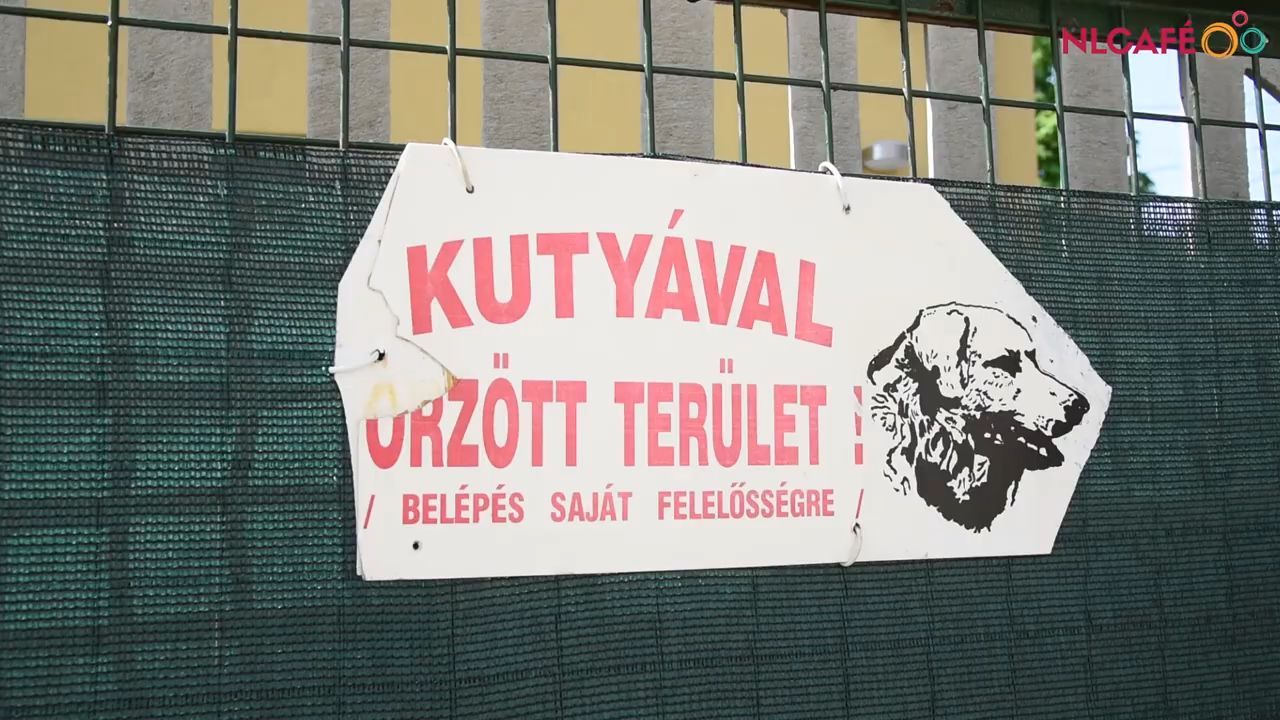 NLCAFÉ
KUTYÁVAL
ŐRZÖTT TERÜLET !
/ BELÉPÉS SAJÁT FELELŐSSÉGRE /